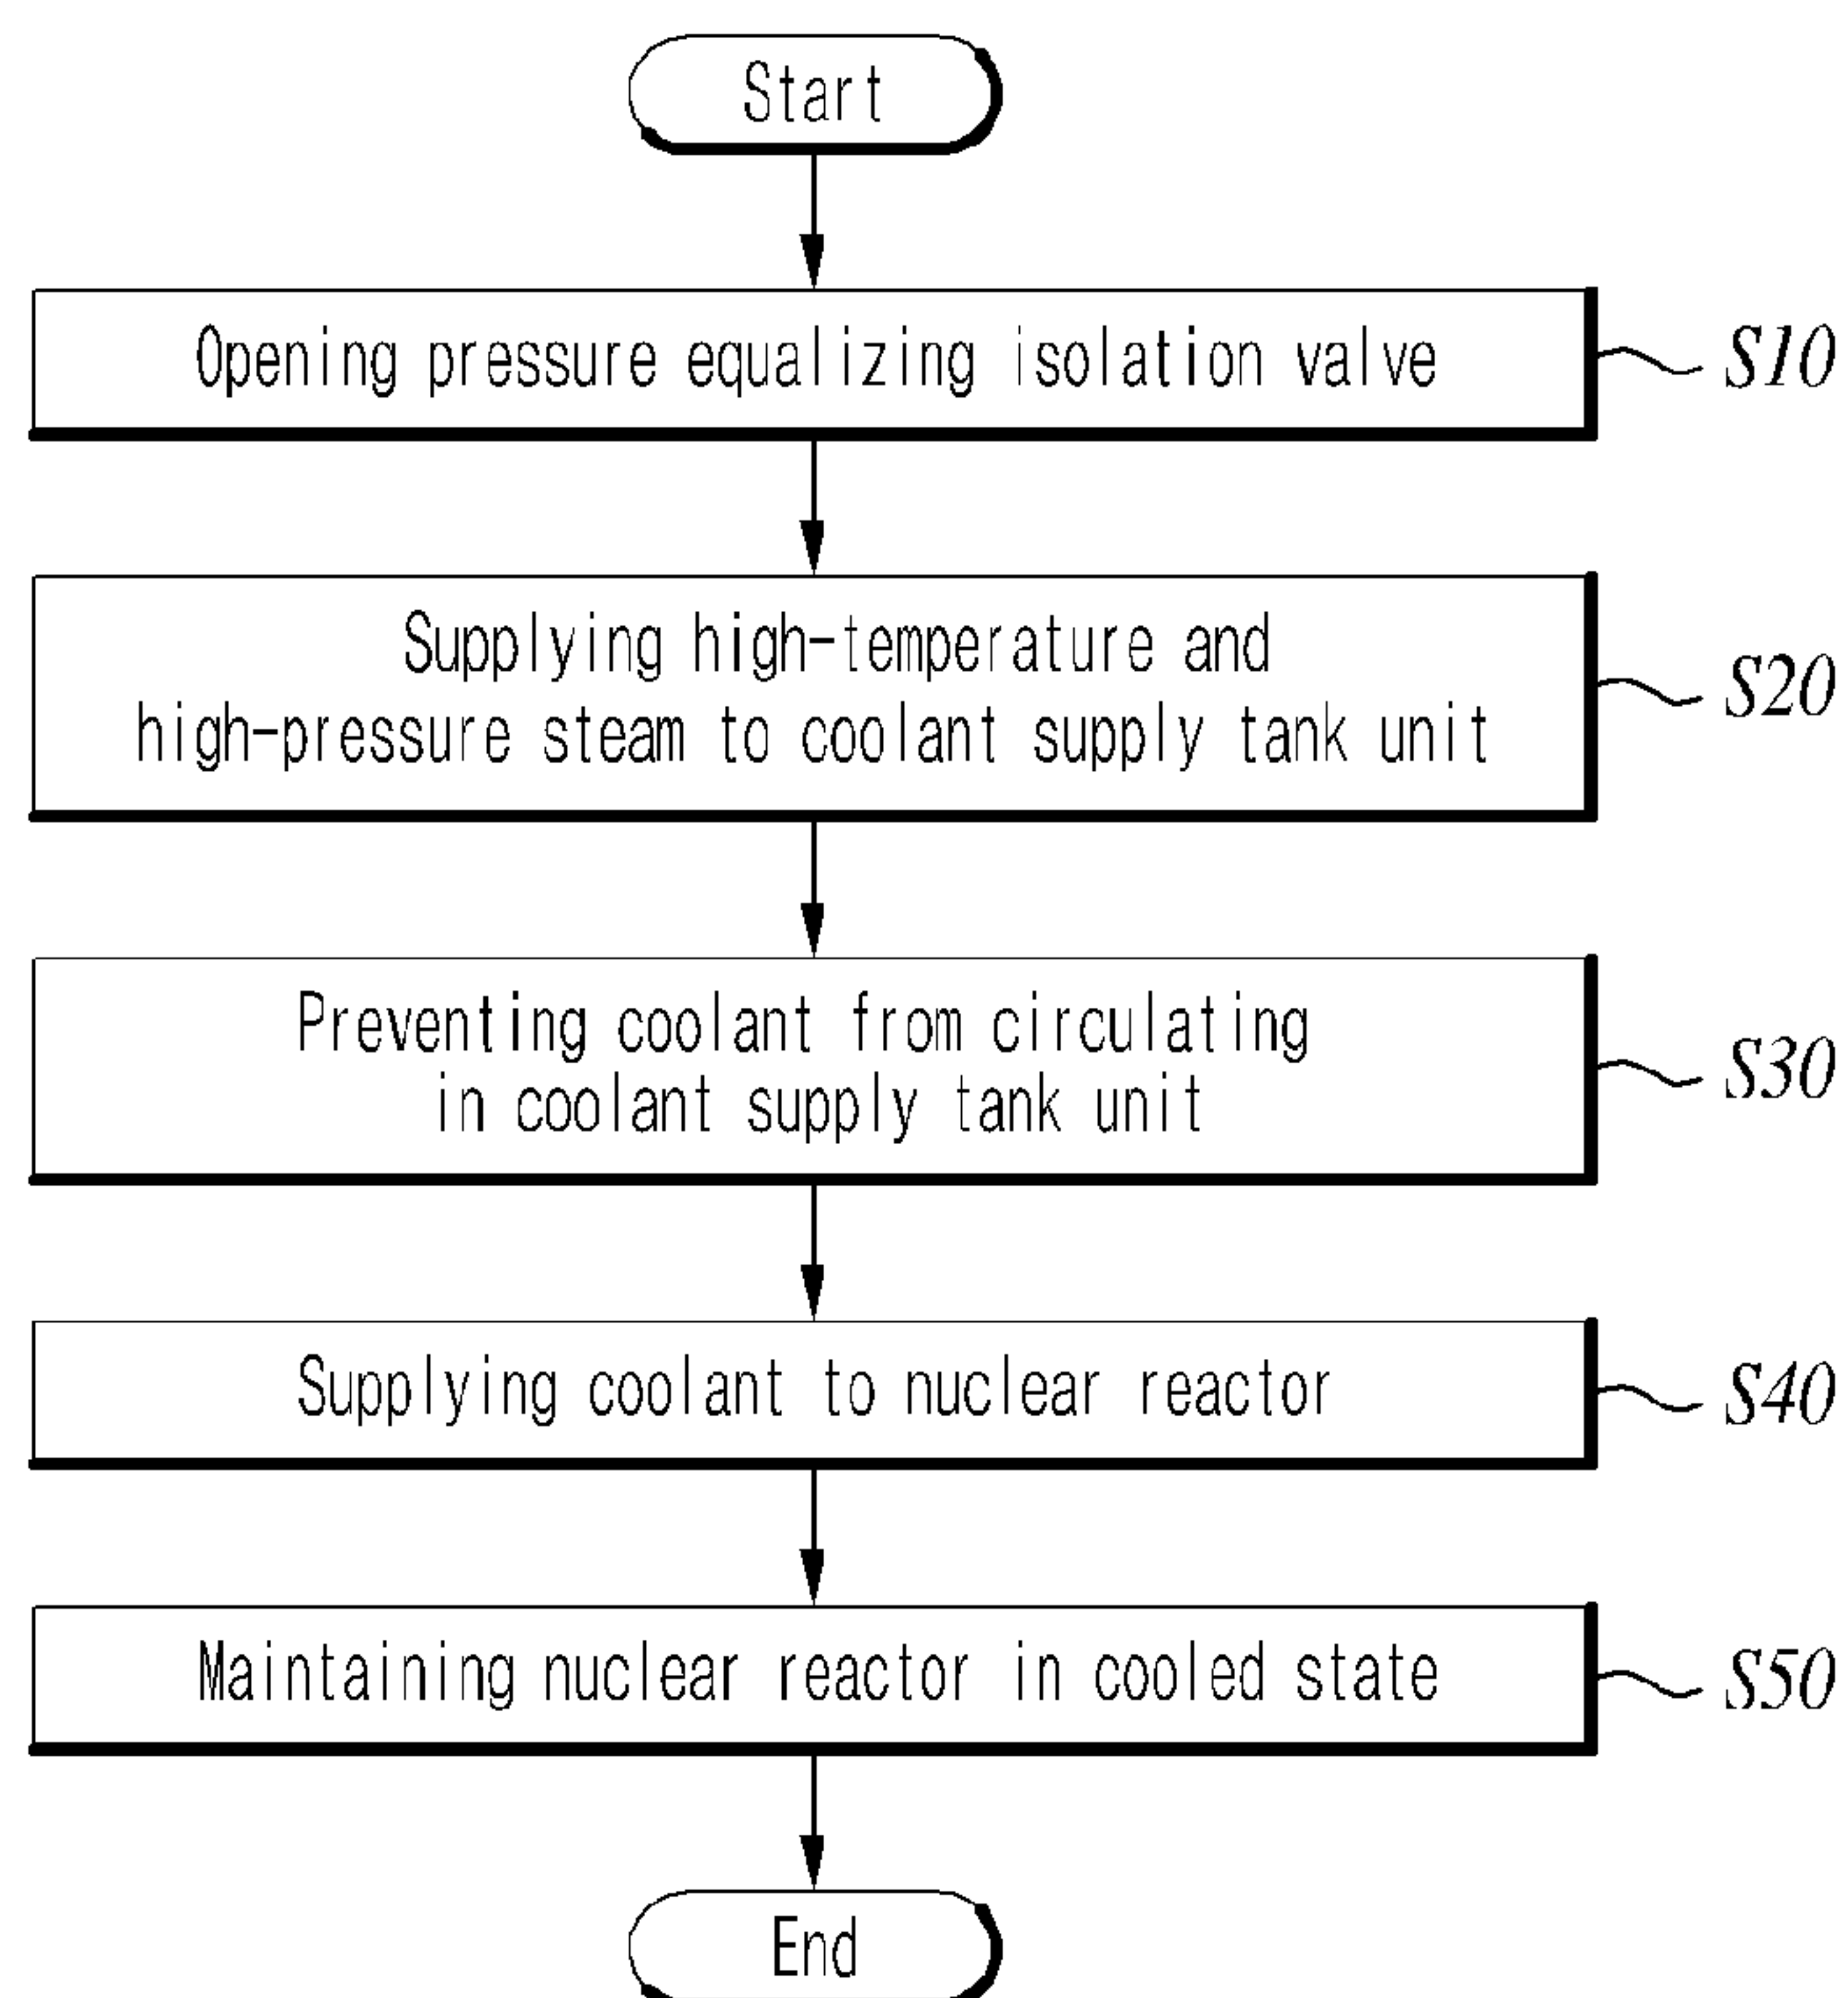 Start
Opening pressure equalizing isolation valve
S10
Supplying high-temperature and
high-pressure steam to coolant supply tank unit
S20
Preventing coolant from circulating
in coolant supply tank unit
S30
Supplying coolant to nuclear reactor
S40
Maintaining nuclear reactor in cooled state
S50
End